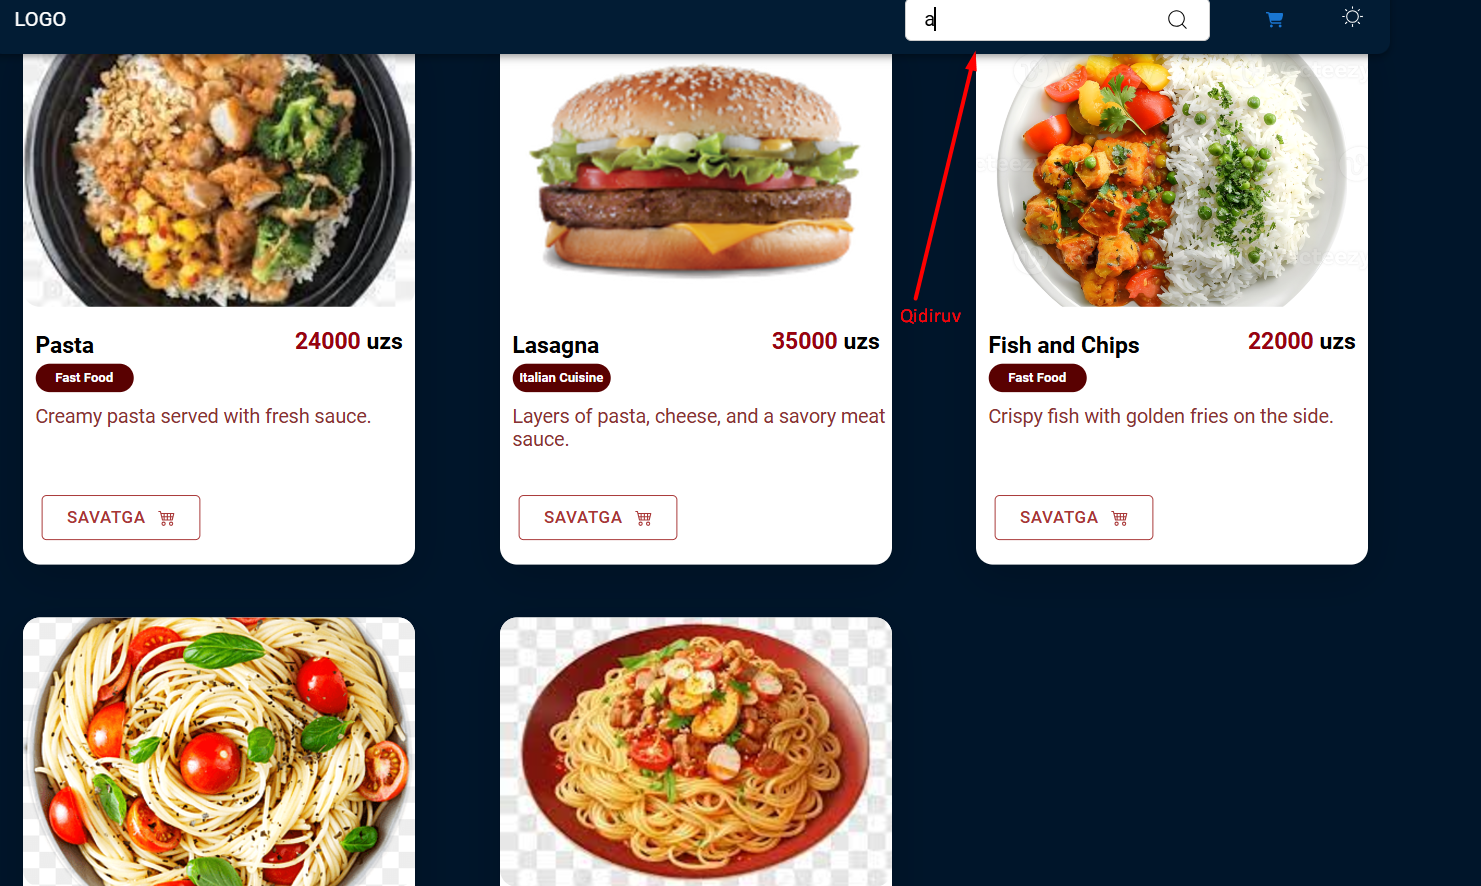 LOGO
a
Qidiruv
Pasta
24000 uzs
Fast Food
Creamy pasta served with fresh sauce.
SAVATGA
Lasagna
35000 uzs
Italian Cuisine
Layers of pasta, cheese, and a savory meat
sauce.
SAVATGA
Fish and Chips
22000 uzs
Fast Food
Crispy fish with golden fries on the side.
SAVATGA